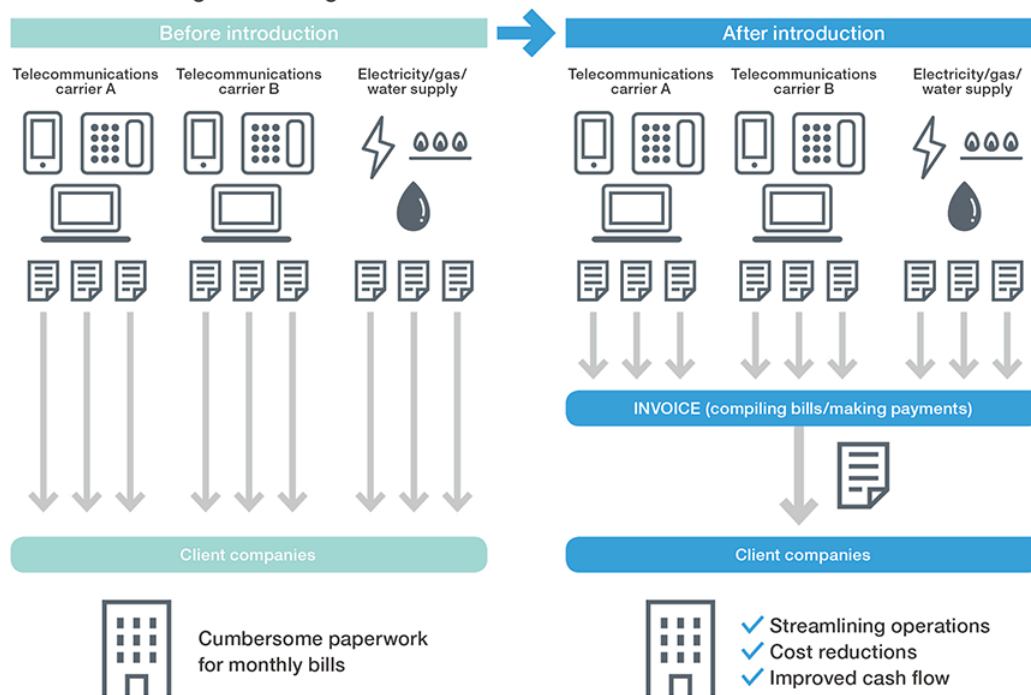 Before introduction
Telecommunications
carrier A
Telecommunications
carrier B
Electricity/gas/
water supply
Client companies
Cumbersome paperwork
for monthly bills
After introduction
Telecommunications
carrier A
Telecommunications
carrier B
Electricity/gas/
water supply
INVOICE (compiling bills/making payments)
Client companies
Streamlining operations
Cost reductions
Improved cash flow